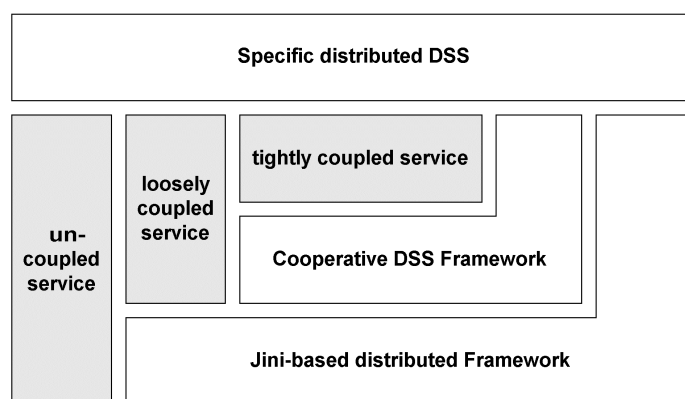 Specific distributed DSS
tightly coupled service
loosely
coupled
service
un-
coupled
service
Cooperative DSS Framework
Jini-based distributed Framework